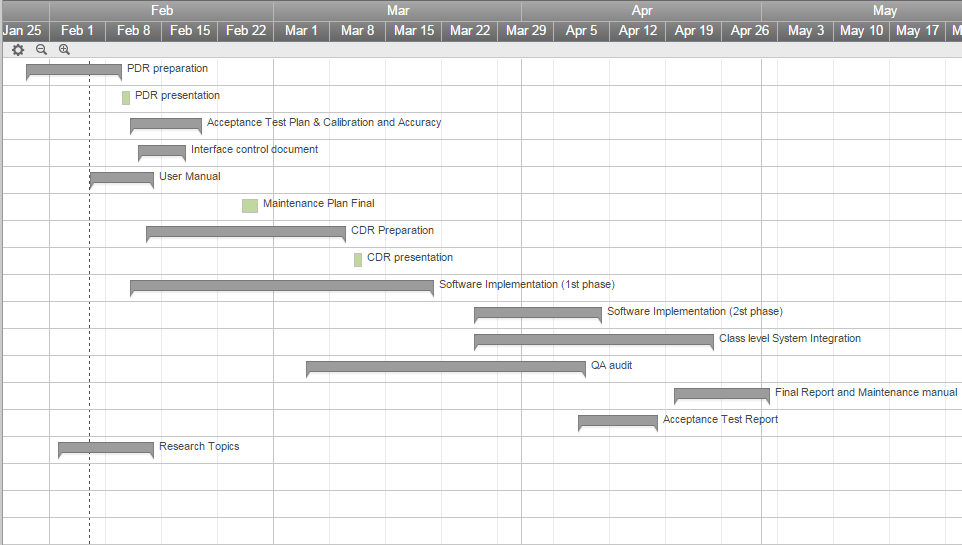 Feb Mar Apr May
Jan 25 Feb 1 Feb 8 Feb 15 Feb 22 Mar 1 Mar 8 Mar 15 Mar 22 Mar 29 Apr 5 Apr 12 Apr 19 Apr 26 May 3 May 10 May 17 M
PDR preparation
PDR presentation
Acceptance Test Plan & Calibration and Accuracy
Interface control document
User Manual
Maintenance Plan Final
CDR Preparation
CDR presentation
Software Implementation (1st phase)
Software Implementation (2st phase)
Class level System Integration
QA audit
Final Report and Maintenance manual
Acceptance Test Report
Research Topics